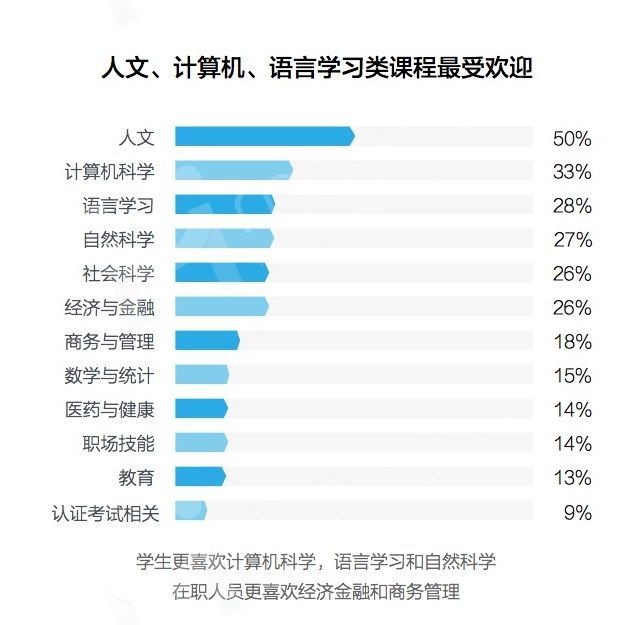 人文、计算机、语言学习类课程最受欢迎
人文 50%
计算机科学 33%
语言学习 28%
自然科学 27%
社会科学 26%
经济与金融 26%
商务与管理 18%
数学与统计 15%
医药与健康 14%
职场技能 14%
教育 13%
认证考试相关 9%
学生更喜欢计算机科学，语言学习和自然科学
在职人员更喜欢经济金融和商务管理